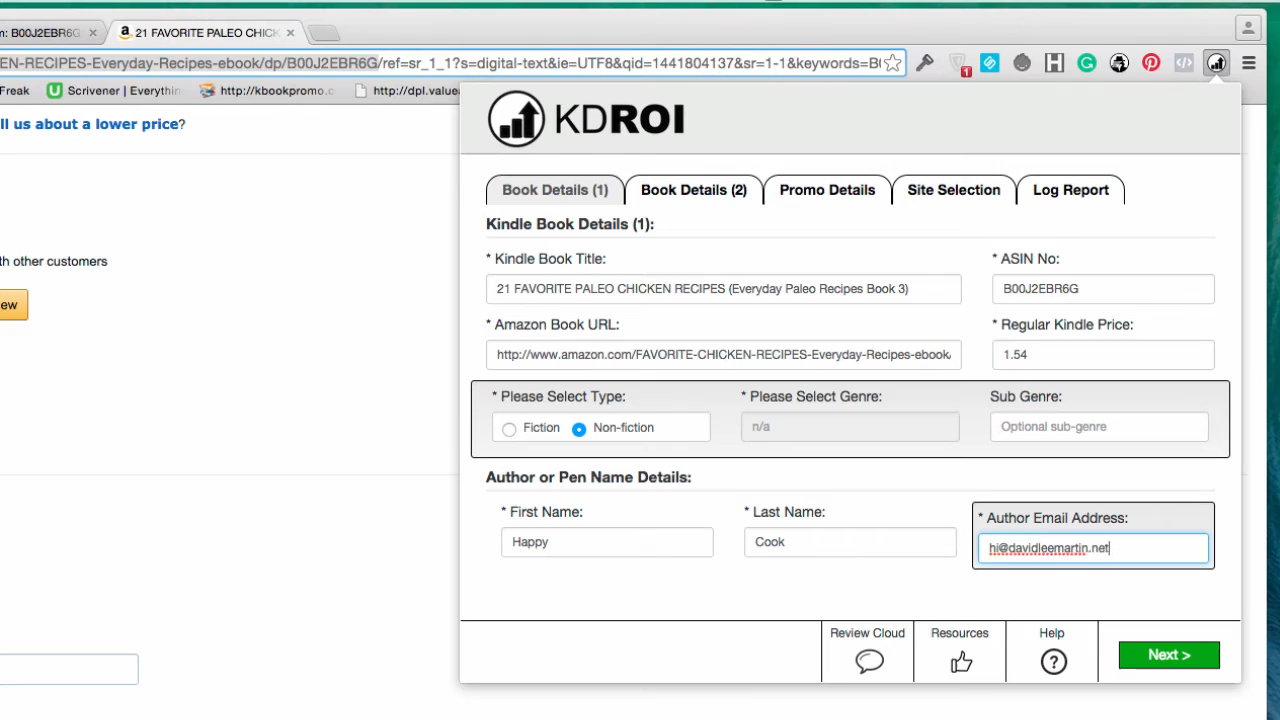 n: B00J2EBR6G
21 FAVORITE PALEO CHICK
EN-RECIPES-Everyday-Recipes-ebook/dp/B00J2EBR6G/ref=sr_1_1?s=digital-text&ie=UTF8&qid=1441804137&sr=1-1&keywords=B
1
Freak
Scrivener | Everythin
http://kbookpromo.c
http://dpl.value
ll us about a lower price?
th other customers
ew
KDROI
Book Details (1) Book Details (2) Promo Details Site Selection Log Report
Kindle Book Details (1):
* Kindle Book Title: * ASIN No:
21 FAVORITE PALEO CHICKEN RECIPES (Everyday Paleo Recipes Book 3) B00J2EBR6G
* Amazon Book URL: * Regular Kindle Price:
http://www.amazon.com/FAVORITE-CHICKEN-RECIPES-Everyday-Recipes-ebook/ 1.54
* Please Select Type: * Please Select Genre: Sub Genre:
Fiction Non-fiction n/a Optional sub-genre
Author or Pen Name Details:
* First Name: * Last Name: * Author Email Address:
Happy Cook hi@davidleemartin.net
Review Cloud Resources Help
Next >